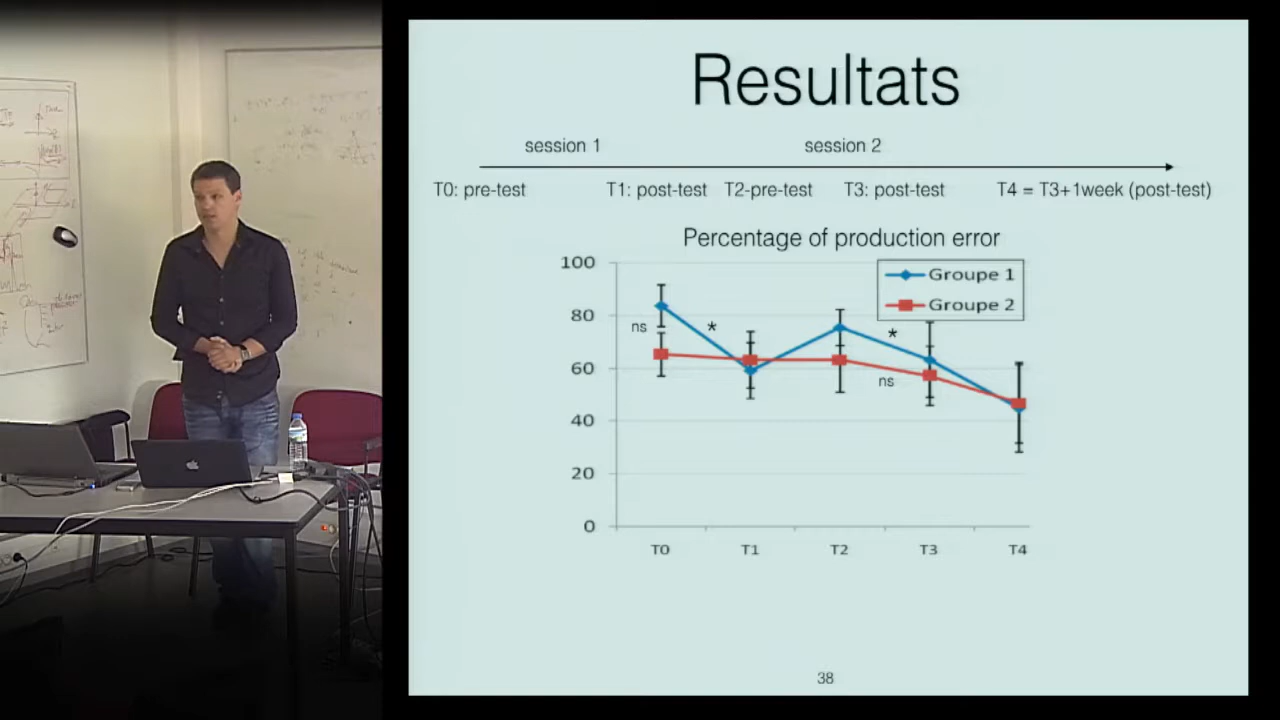 Resultats
session 1 session 2
T0: pre-test T1: post-test T2-pre-test T3: post-test T4 = T3+1week (post-test)
Percentage of production error
100
Groupe 1
Groupe 2
80
ns
*
*
60
ns
40
20
0
T0 T1 T2 T3 T4
38